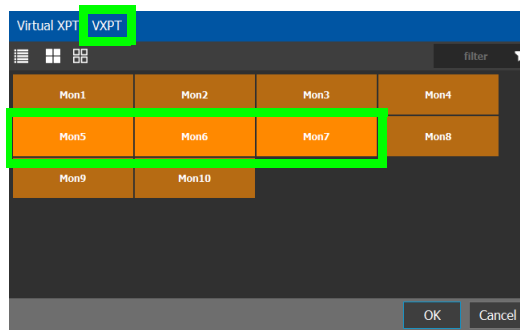 Virtual XPT VXPT
filter
Mon1 Mon2 Mon3 Mon4
Mon5 Mon6 Mon7 Mon8
Mon9 Mon10
OK Cancel